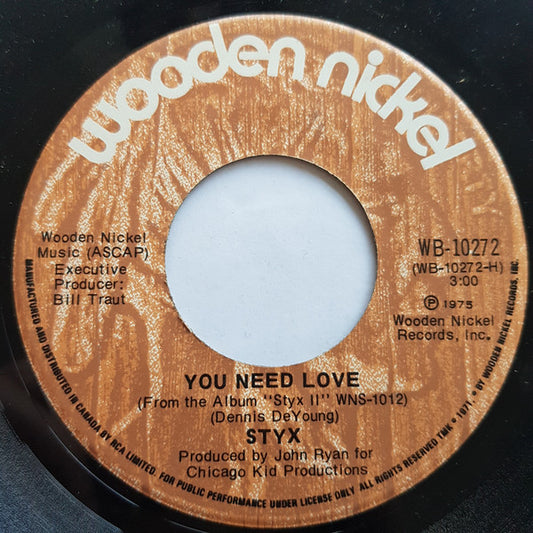 wooden nickel
Wooden Nickel
Music (ASCAP)
Executive
Producer:
Bill Traut
WB-10272
(WB-10272-H)
3:00
℗ 1975
Wooden Nickel
Records, Inc.
YOU NEED LOVE
(From the Album "Styx II" WNS-1012)
(Dennis DeYoung)
STYX
Produced by John Ryan for
Chicago Kid Productions
MANUFACTURED AND DISTRIBUTED IN CANADA BY RCA LIMITED. FOR PUBLIC PERFORMANCE UNDER LICENSE ONLY. ALL RIGHTS RESERVED TMK ® 1971. ® BY WOODEN NICKEL RECORDS, INC.